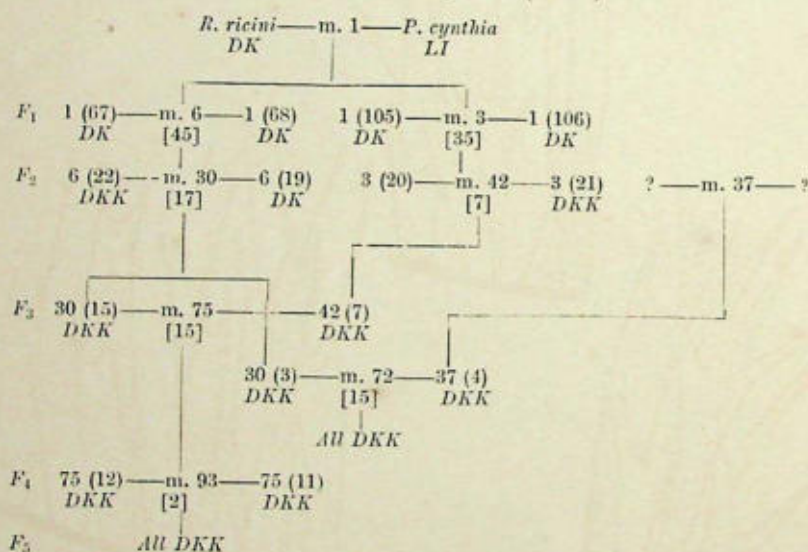 R. ricini — m. 1 — P. cynthia
DK LI
F₁ 1 (67) — m. 6 — 1 (68) 1 (105) — m. 3 — 1 (106)
DK [45] DK DK [35] DK
F₂ 6 (22) — m. 30 — 6 (19) 3 (20) — m. 42 — 3 (21) ? — m. 37 — ?
DKK [17] DK [7] DKK
F₃ 30 (15) — m. 75 — 42 (7)
DKK [15] DKK
30 (3) — m. 72 — 37 (4)
DKK [15] DKK
All DKK
F₄ 75 (12) — m. 93 — 75 (11)
DKK [2] DKK
F₅ All DKK